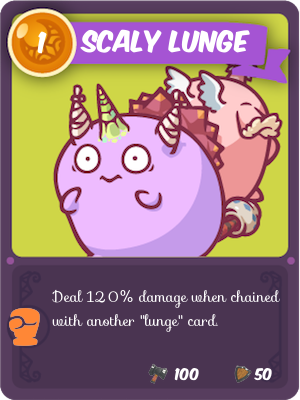 1
SCALY LUNGE
Deal 120% damage when chained
with another "lunge" card.
100 50